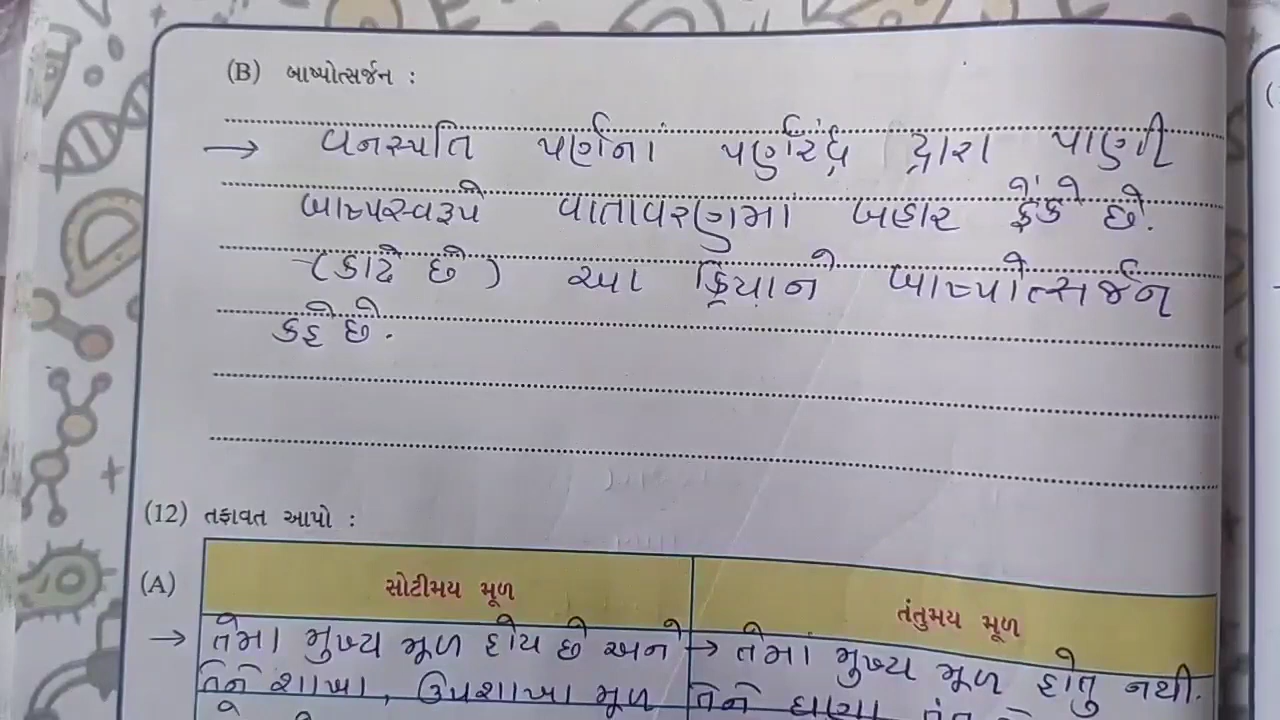 (B) બાષ્પોત્સર્જન :
→ વનસ્પતિ પર્ણનાં પર્ણરંદ્ર દ્વારા પાણી
બાષ્પસ્વરૂપે વાતાવરણમાં બહાર ફેંકે છે.
-(કાઢે છે) આ ક્રિયાને બાષ્પોત્સર્જન
કહે છે.
(12) તફાવત આપો :
(A) સોટીમય મૂળ તંતુમય મૂળ
→ તેમાં મુખ્ય મૂળ હોય છે અને → તેમાં મુખ્ય મૂળ હોતુ નથી.
તેને શાખા, ઉપશાખા મૂળ તેને ઘણા